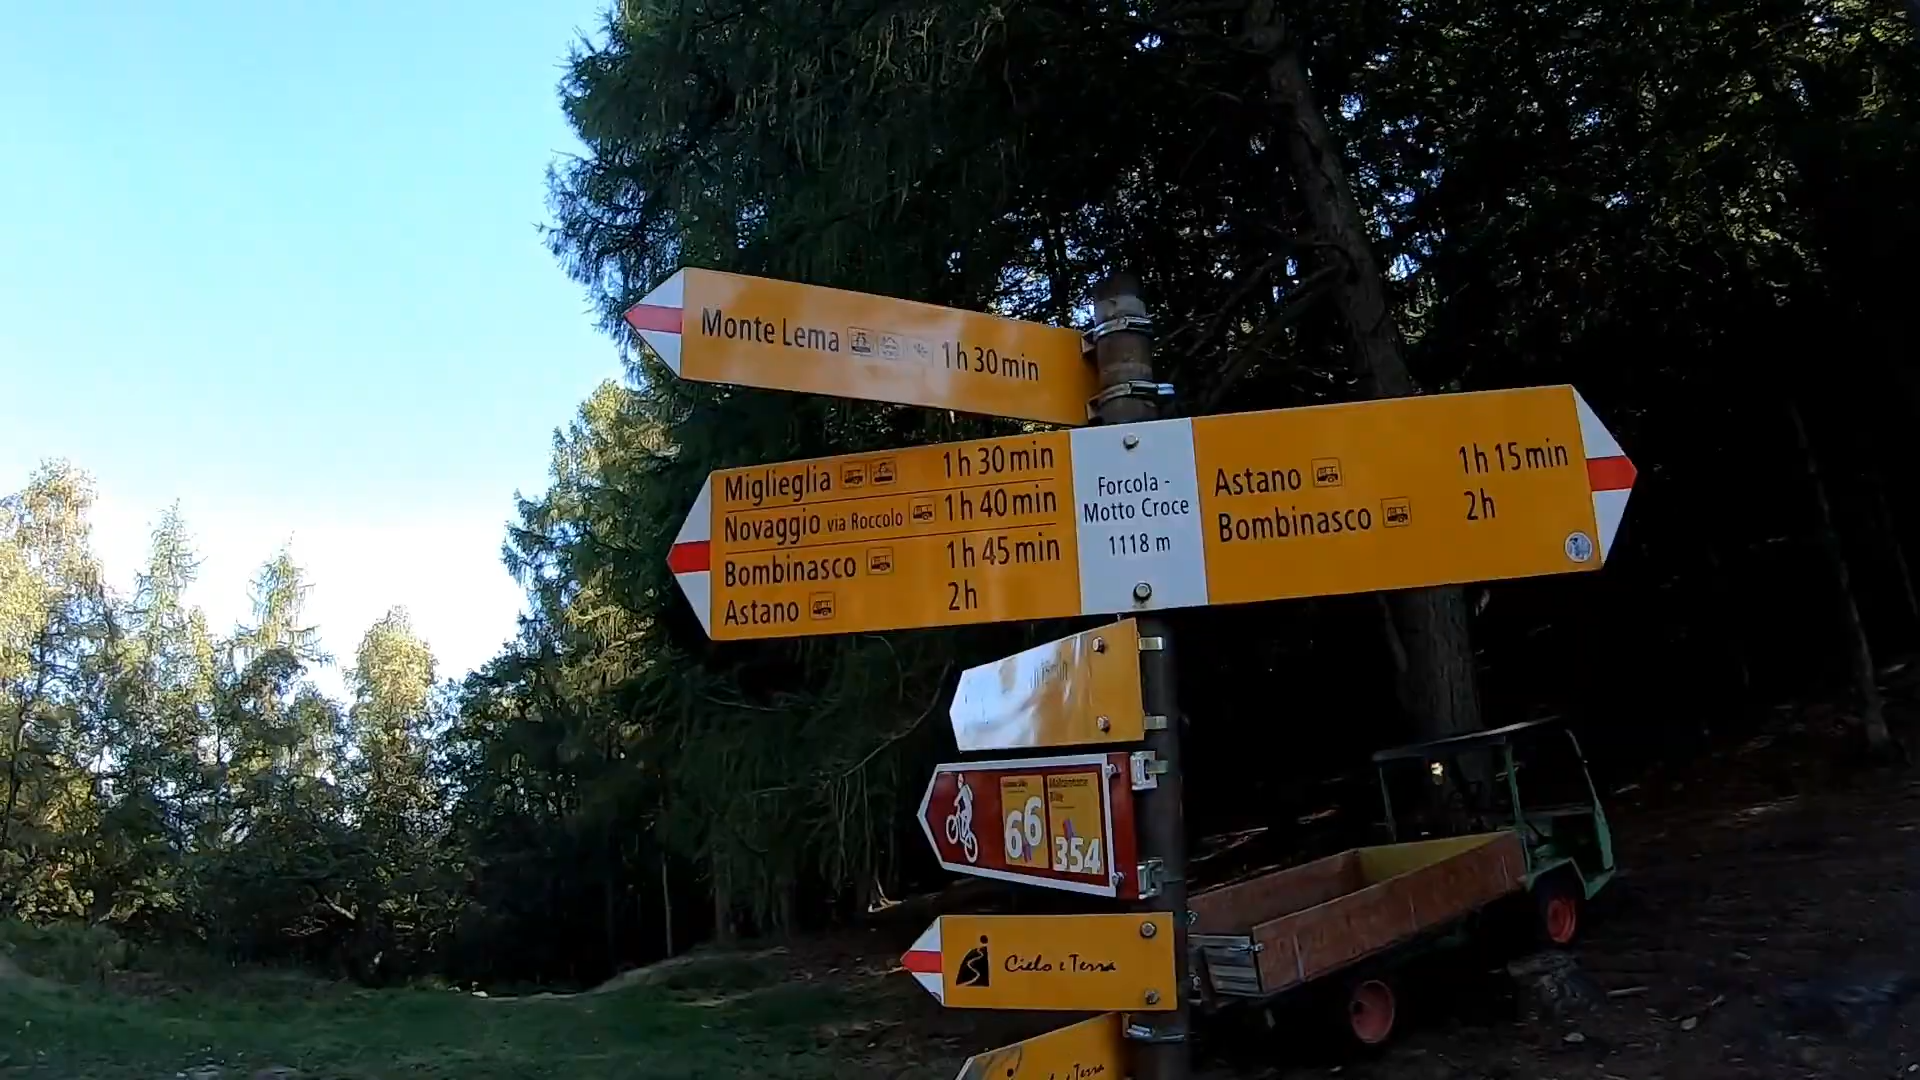 Monte Lema 1h 30min
Miglieglia 1h 30min
Novaggio via Roccolo 1h 40min
Bombinasco 1h 45min
Astano 2h
Forcola -
Motto Croce
1118 m
Astano 1h 15min
Bombinasco 2h
66
354
Cielo e Terra
Terra